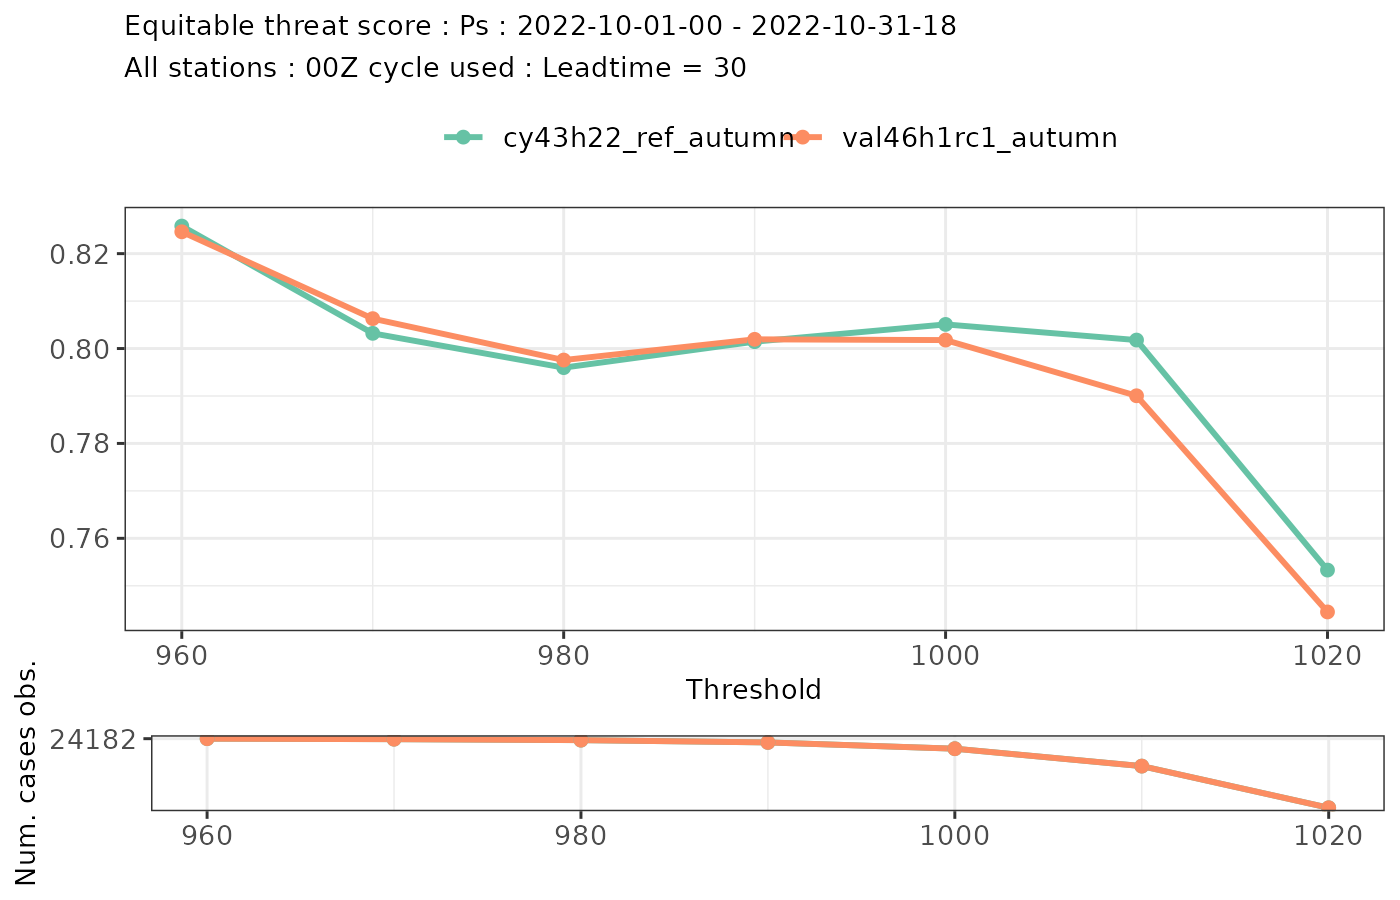 Equitable threat score : Ps : 2022-10-01-00 - 2022-10-31-18
All stations : 00Z cycle used : Leadtime = 30
cy43h22_ref_autumn val46h1rc1_autumn
0.82
0.80
0.78
0.76
960 980 1000 1020
Threshold
Num. cases obs.
24182
960 980 1000 1020